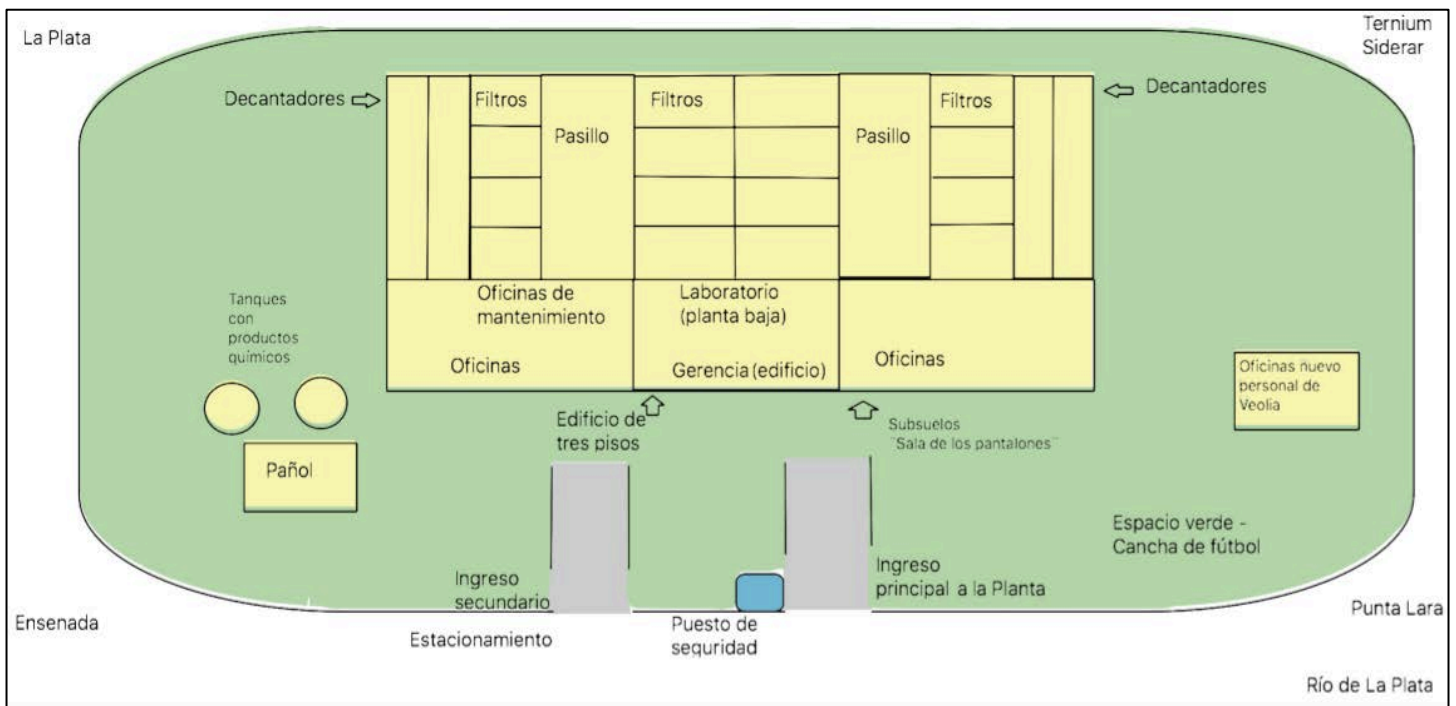 La Plata
Ternium
Siderar
Decantadores
Filtros
Pasillo
Filtros
Pasillo
Filtros
Decantadores
Oficinas de
mantenimiento
Oficinas
Laboratorio
(planta baja)
Gerencia (edificio)
Oficinas
Tanques
con
productos
químicos
Pañol
Oficinas nuevo
personal de
Veolia
Edificio de
tres pisos
Subsuelos
¨Sala de los pantalones¨
Espacio verde -
Cancha de fútbol
Ingreso
secundario
Ingreso
principal a la Planta
Ensenada
Estacionamiento
Puesto de
seguridad
Punta Lara
Río de La Plata